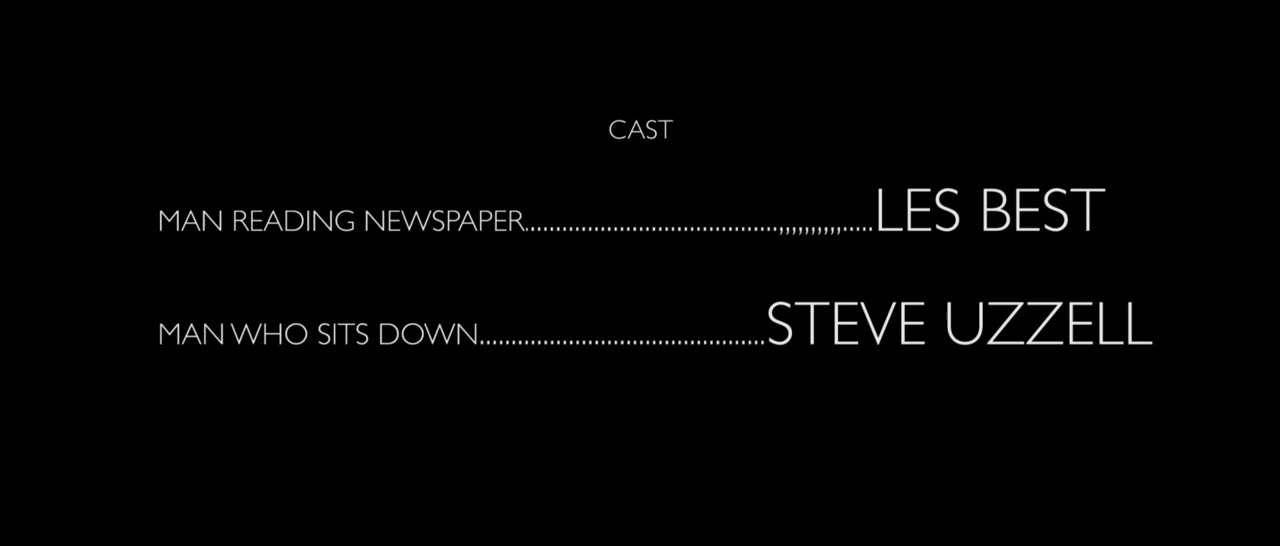 CAST
MAN READING NEWSPAPER.........................................,,,,,,,,,,.....LES BEST
MAN WHO SITS DOWN..............................................STEVE UZZELL